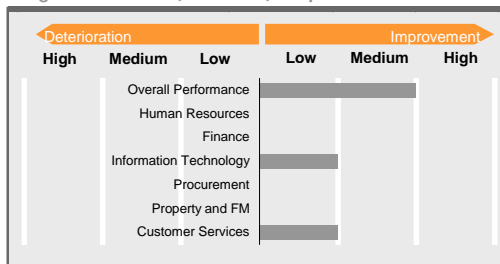 Deterioration Improvement
High Medium Low Low Medium High
Overall Performance
Human Resources
Finance
Information Technology
Procurement
Property and FM
Customer Services